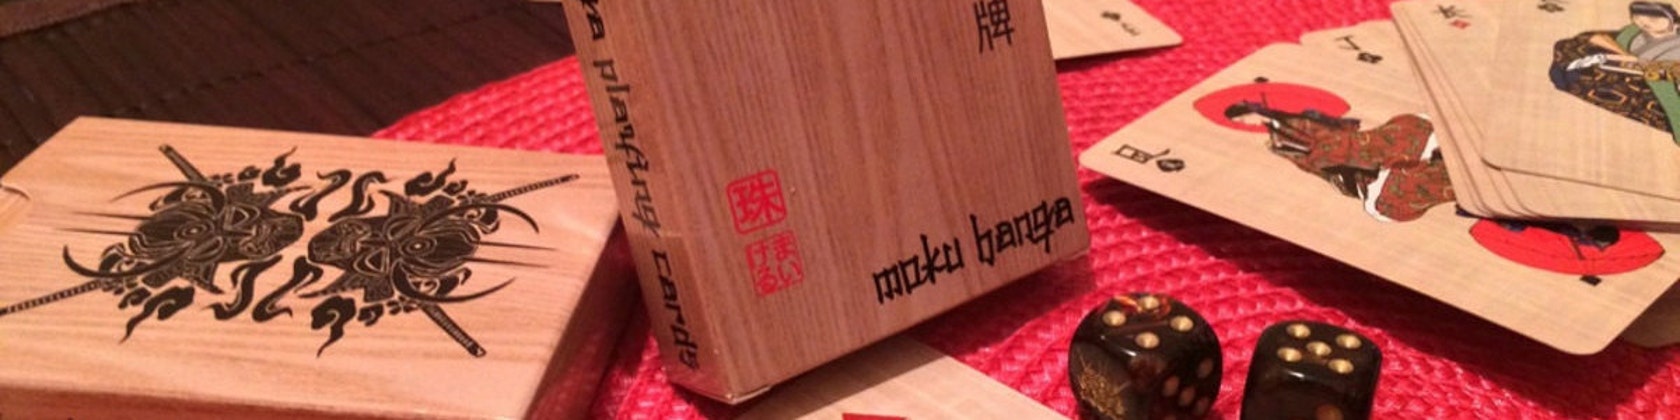 playing cards
牌
珠
まい
ける
moku hanga